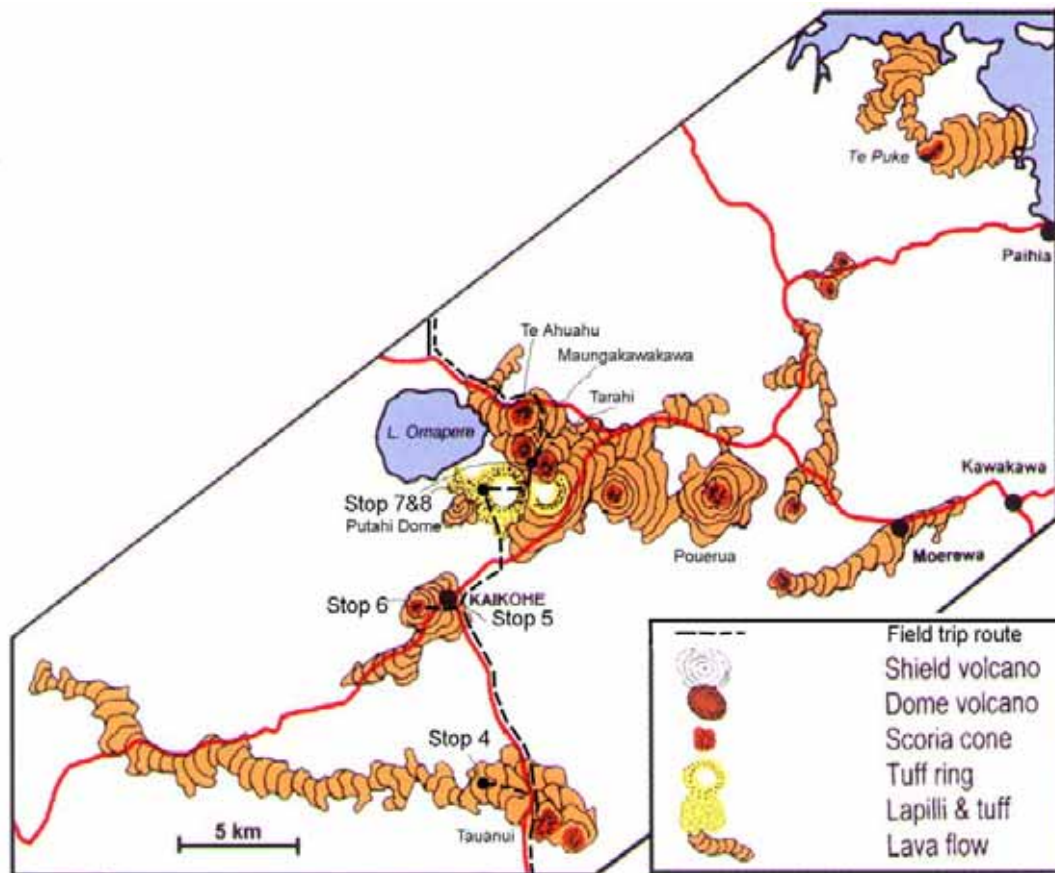 Te Puke
Paihia
Te Ahuahu
Maungakawakawa
Tarahi
L. Omapere
Kawakawa
Stop 7&8
Putahi Dome
Pouerua
Moerewa
Stop 6
KAIKOHE
Stop 5
Stop 4
Tauanui
5 km
Field trip route
Shield volcano
Dome volcano
Scoria cone
Tuff ring
Lapilli & tuff
Lava flow